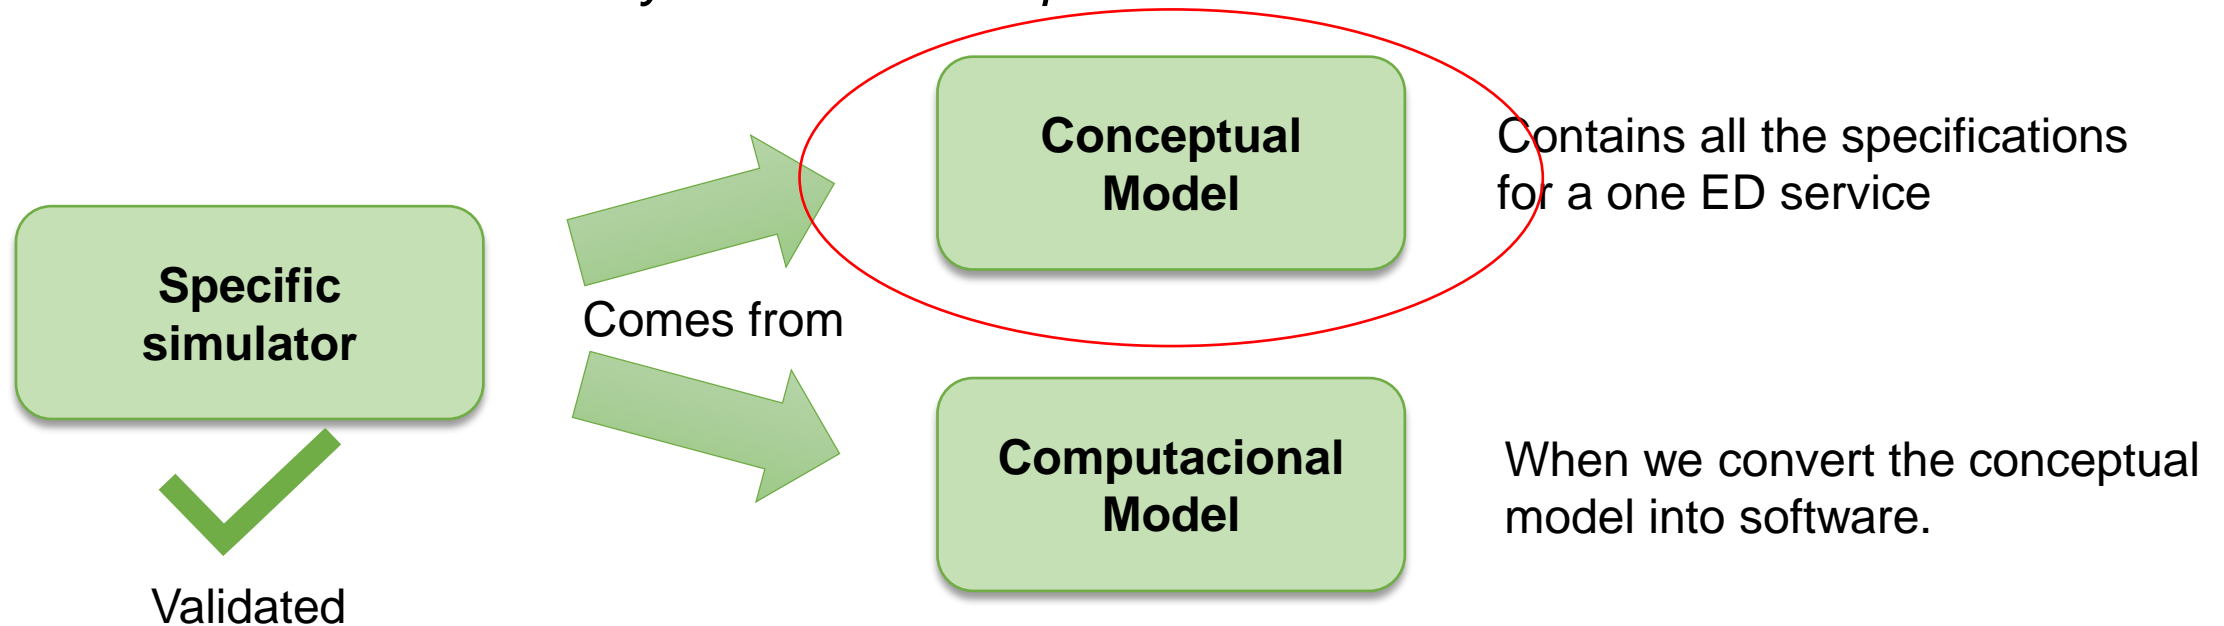 Conceptual
Model
Contains all the specifications
for a one ED service
Specific
simulator
Comes from
Computacional
Model
When we convert the conceptual
model into software.
Validated